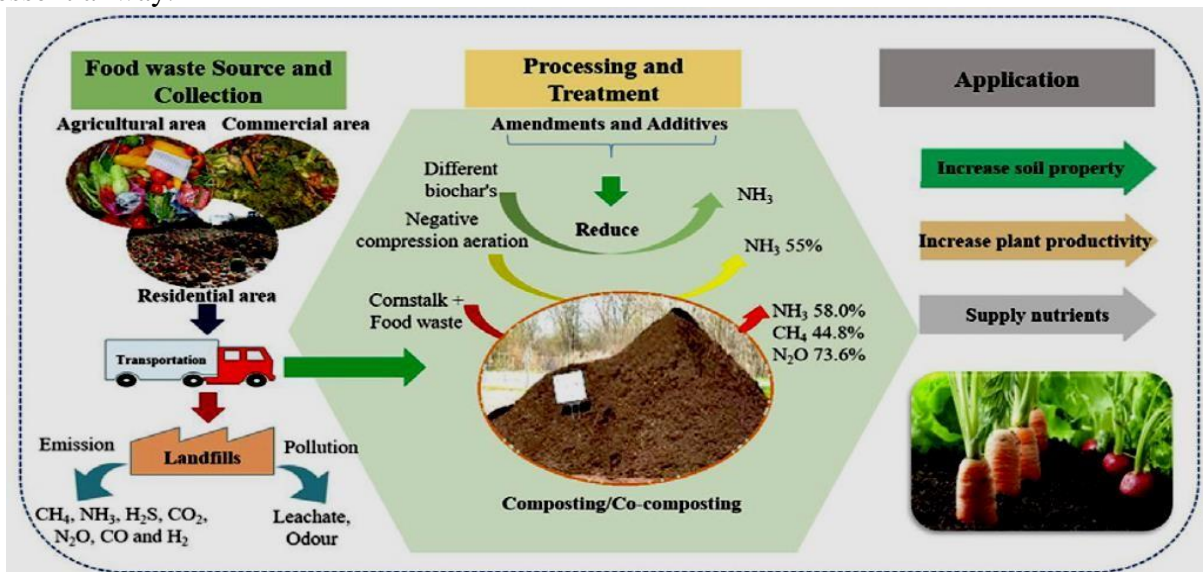 essential way.
Food waste Source and
Collection
Agricultural area Commercial area
Residential area
Transportation
Emission
Landfills
Pollution
CH₄, NH₃, H₂S, CO₂,
N₂O, CO and H₂
Leachate,
Odour
Processing and
Treatment
Amendments and Additives
Different
biochar's
Reduce
NH₃
Negative
compression aeration
NH₃ 55%
Cornstalk +
Food waste
NH₃ 58.0%
CH₄ 44.8%
N₂O 73.6%
Composting/Co-composting
Application
Increase soil property
Increase plant productivity
Supply nutrients